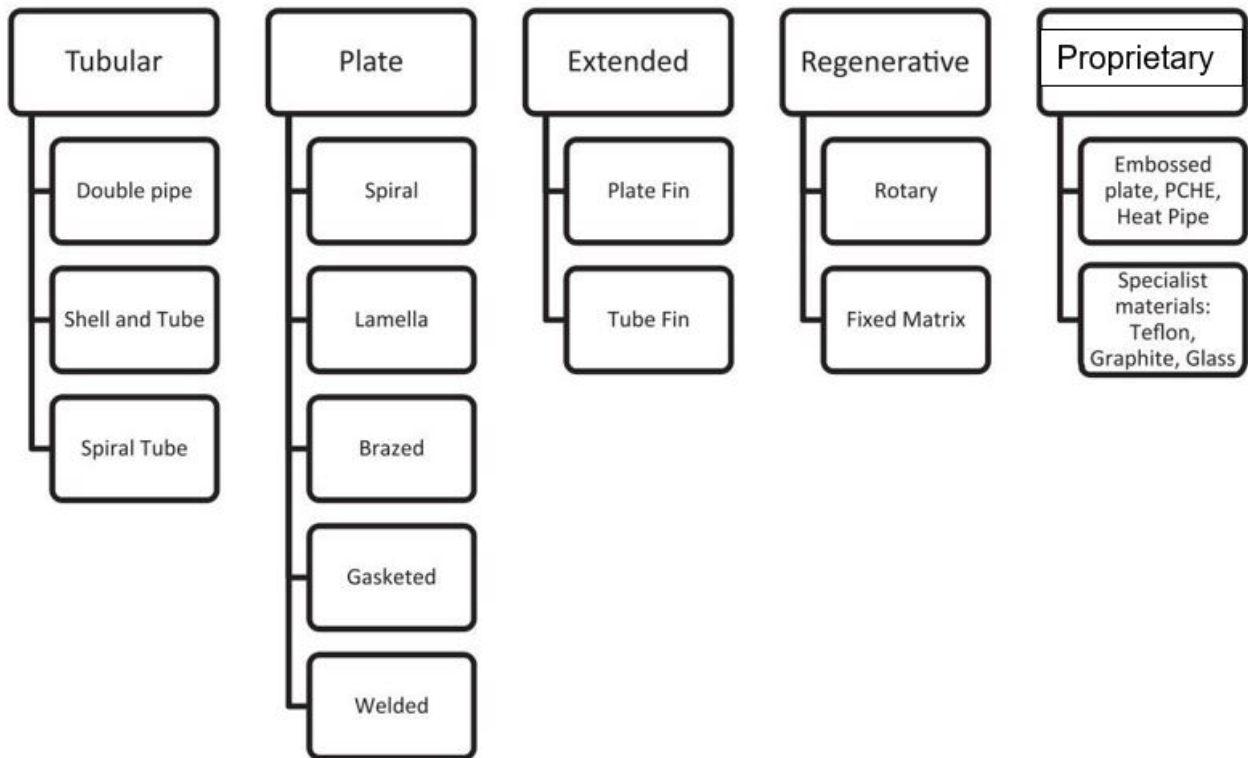 Tubular
Double pipe
Shell and Tube
Spiral Tube
Plate
Spiral
Lamella
Brazed
Gasketed
Welded
Extended
Plate Fin
Tube Fin
Regenerative
Rotary
Fixed Matrix
Proprietary
Embossed
plate, PCHE,
Heat Pipe
Specialist
materials:
Teflon,
Graphite, Glass